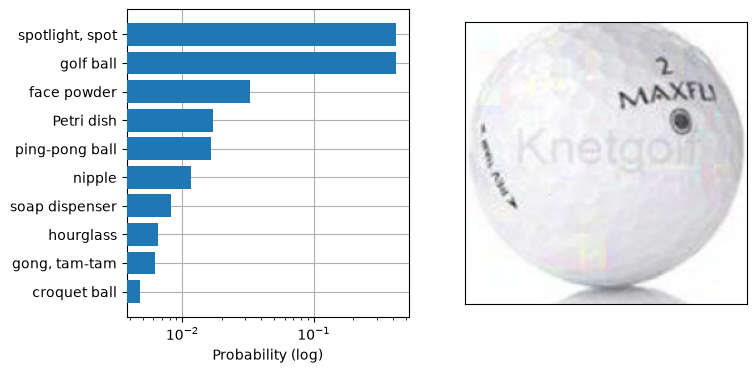 spotlight, spot
golf ball
face powder
Petri dish
ping-pong ball
nipple
soap dispenser
hourglass
gong, tam-tam
croquet ball
10⁻²
10⁻¹
Probability (log)
2
MAXFLI
Knetgolf